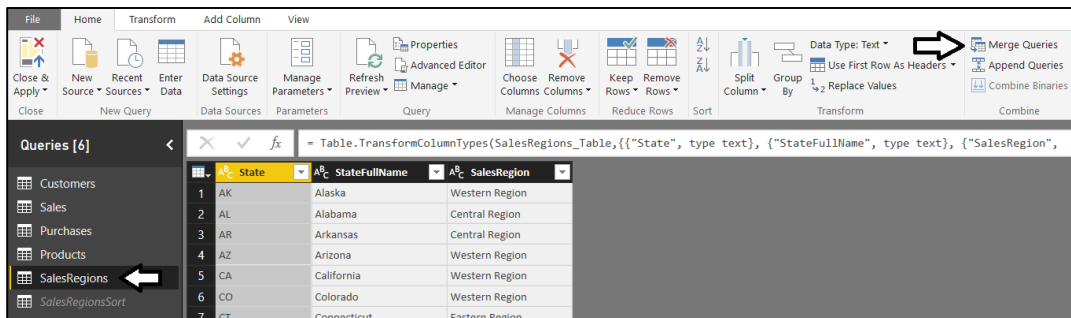 File Home Transform Add Column View
Close & Apply
New Source
Recent Sources
Enter Data
Data Source Settings
Manage Parameters
Refresh Preview
Properties
Advanced Editor
Manage
Choose Columns
Remove Columns
Keep Rows
Remove Rows
Split Column
Group By
Data Type: Text
Use First Row As Headers
Replace Values
Merge Queries
Append Queries
Combine Binaries
Close New Query Data Sources Parameters Query Manage Columns Reduce Rows Sort Transform Combine
Queries [6]
fx = Table.TransformColumnTypes(SalesRegions_Table,{{"State", type text}, {"StateFullName", type text}, {"SalesRegion",
Customers
Sales
Purchases
Products
SalesRegions
SalesRegionsSort
State StateFullName SalesRegion
1 AK Alaska Western Region
2 AL Alabama Central Region
3 AR Arkansas Central Region
4 AZ Arizona Western Region
5 CA California Western Region
6 CO Colorado Western Region
7 CT Connecticut Eastern Region